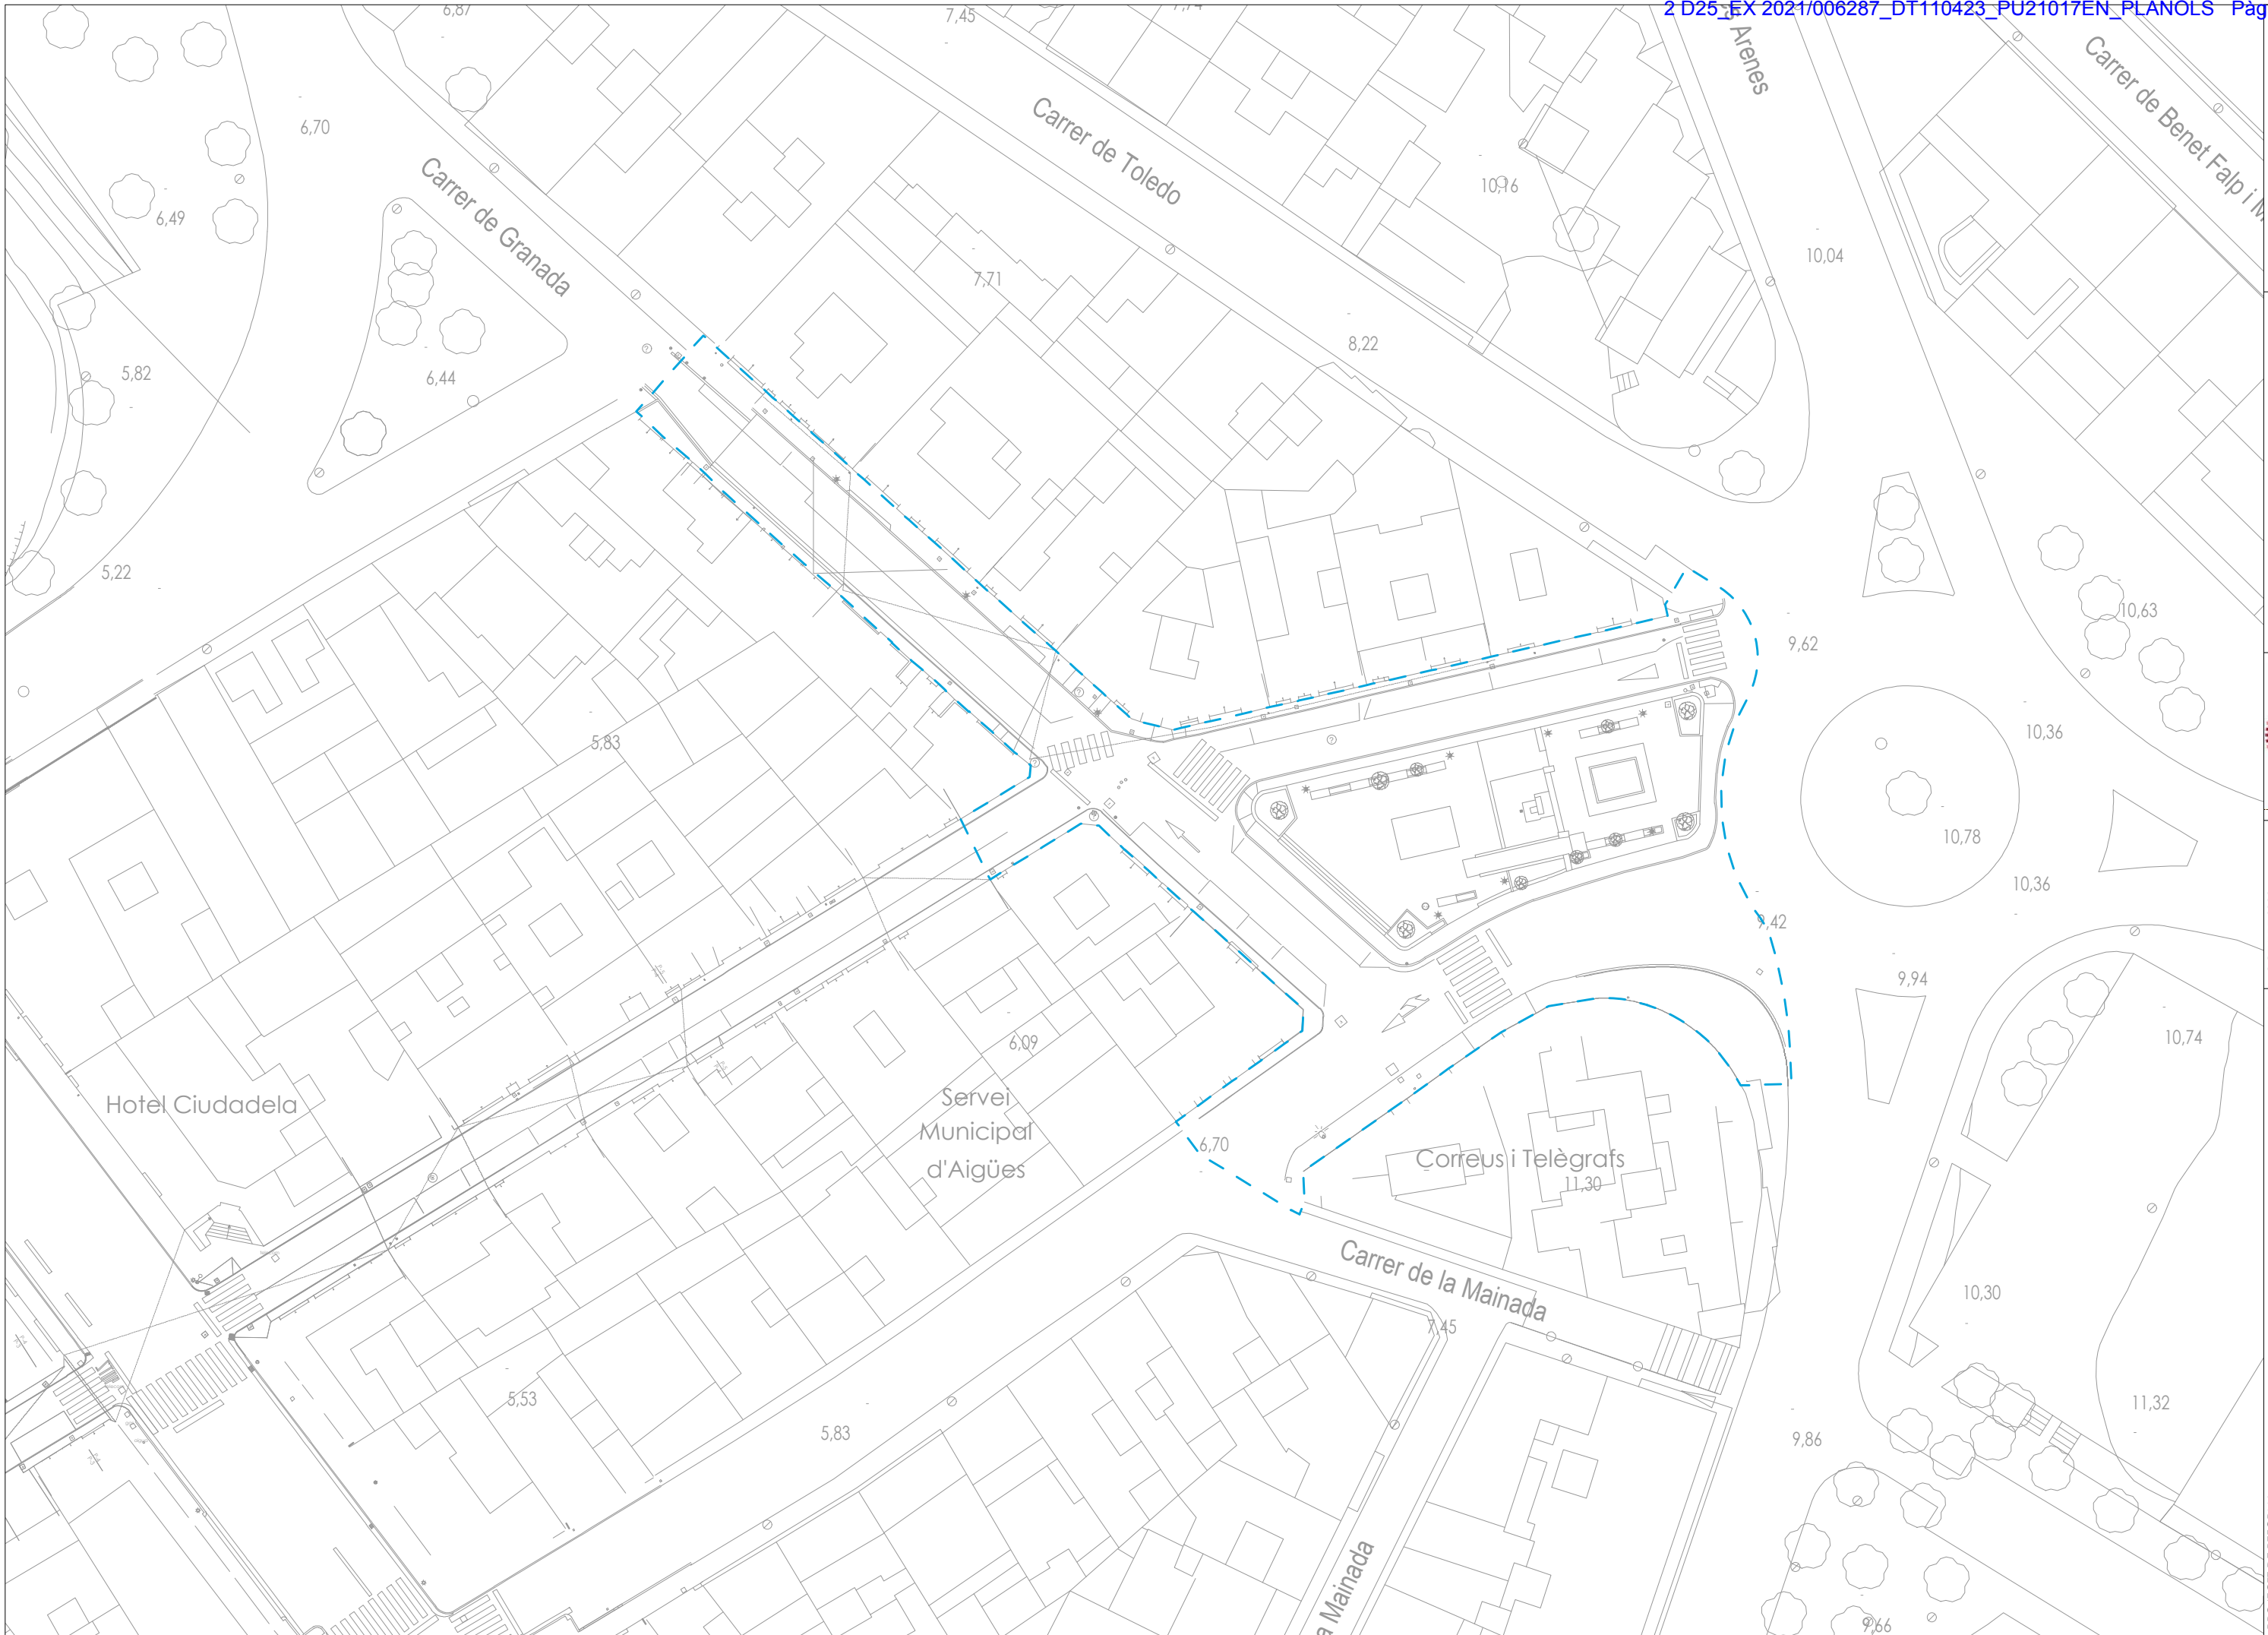 2 D25_EX 2021/006287_DT110423_PU21017EN_PLANOLS Pàg
6,87
7,45
Arenes
Carrer de Benet Falp i M
6,70
Carrer de Toledo
Carrer de Granada
10,16
6,49
10,04
7,71
8,22
5,82
6,44
5,22
10,63
9,62
10,36
5,83
10,78
10,36
9,42
9,94
10,74
6,09
Hotel Ciudadela
Servei
Municipal
d'Aigües
6,70
Correus i Telègrafs
11,30
Carrer de la Mainada
10,30
7,45
5,53
11,32
5,83
9,86
a Mainada
9,66